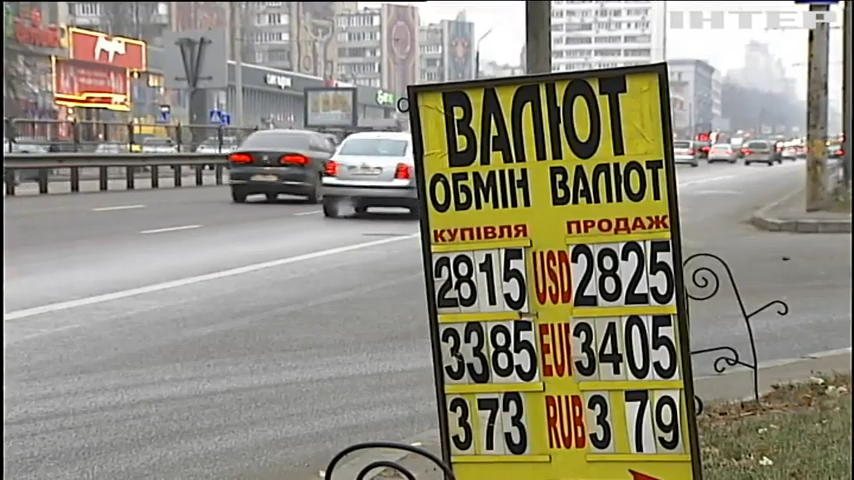 ІНТЕР
ВАЛЮТ
ОБМІН ВАЛЮТ
КУПІВЛЯ ПРОДАЖ
2815 USD 2825
3385 EUR 3405
373 RUB 379